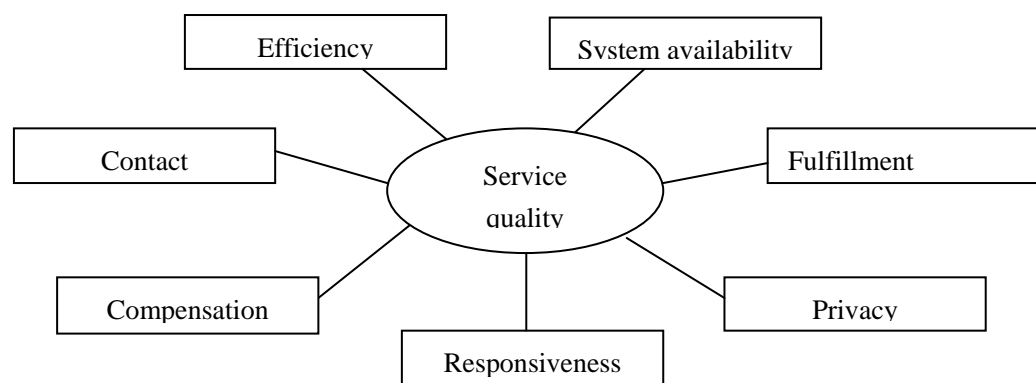 Efficiency
System availability
Contact
Service
quality
Fulfillment
Compensation
Privacy
Responsiveness